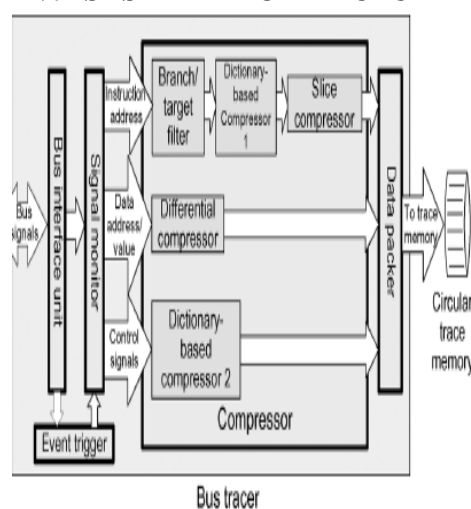 Bus
signals
Bus interface unit
Signal monitor
Event trigger
Instruction
address
Data
address/
value
Control
signals
Branch/
target
filter
Dictionary-
based
Compressor
1
Slice
compressor
Differential
compressor
Dictionary-
based
compressor 2
Compressor
Data packer
To trace
memory
Circular
trace
memory
Bus tracer